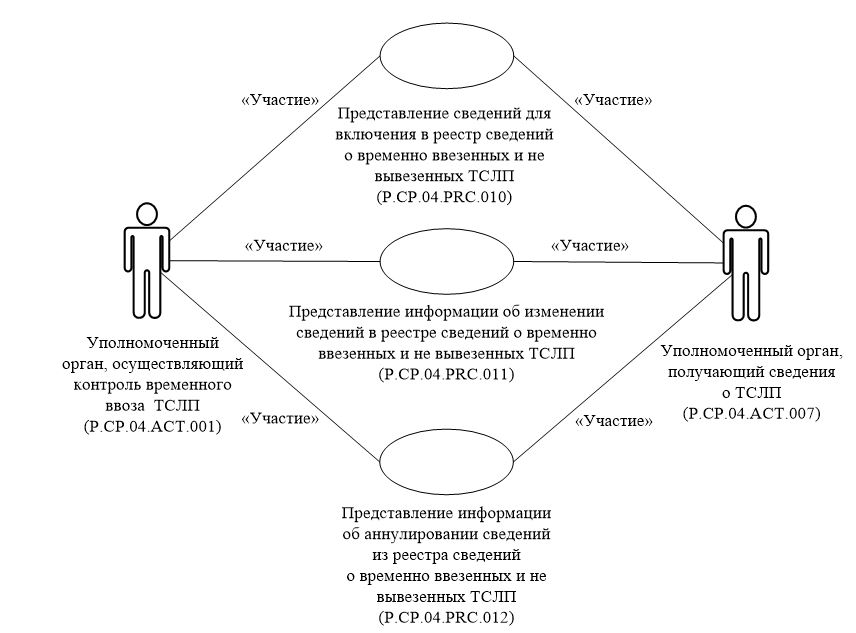 «Участие»
«Участие»
Представление сведений для
включения в реестр сведений
о временно ввезенных и не
вывезенных ТСЛП
(P.CP.04.PRC.010)
«Участие»
«Участие»
Представление информации об изменении
сведений в реестре сведений о временно
ввезенных и не вывезенных ТСЛП
(P.CP.04.PRC.011)
Уполномоченный
орган, осуществляющий
контроль временного
ввоза ТСЛП
(P.CP.04.ACT.001)
Уполномоченный орган,
получающий сведения
о ТСЛП
(P.CP.04.ACT.007)
«Участие»
«Участие»
Представление информации
об аннулировании сведений
из реестра сведений
о временно ввезенных и не
вывезенных ТСЛП
(P.CP.04.PRC.012)